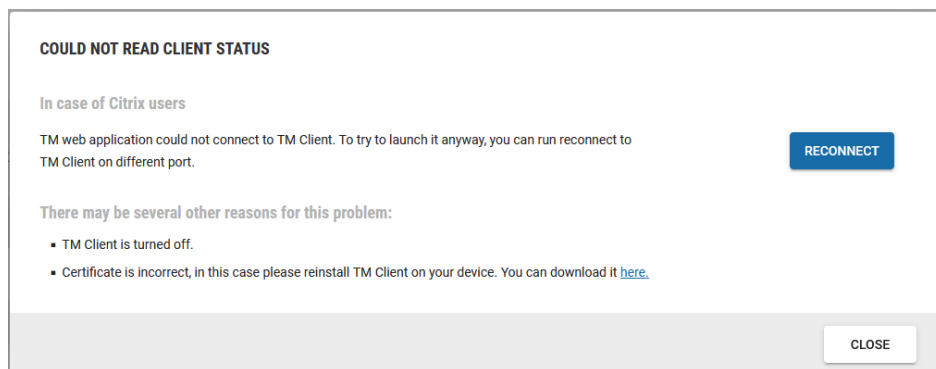 COULD NOT READ CLIENT STATUS
In case of Citrix users
TM web application could not connect to TM Client. To try to launch it anyway, you can run reconnect to
TM Client on different port.
RECONNECT
There may be several other reasons for this problem:
▪ TM Client is turned off.
▪ Certificate is incorrect, in this case please reinstall TM Client on your device. You can download it here.
CLOSE